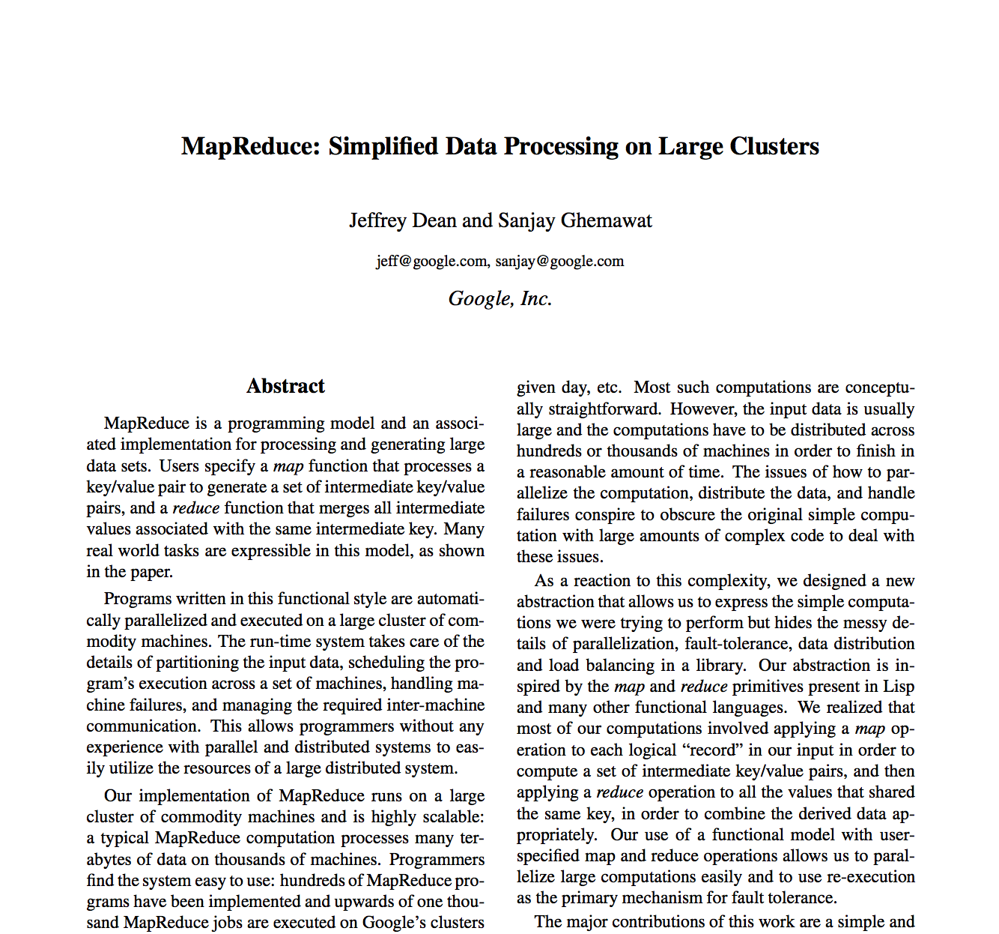 MapReduce: Simplified Data Processing on Large Clusters
Jeffrey Dean and Sanjay Ghemawat
jeff@google.com, sanjay@google.com
Google, Inc.
Abstract
MapReduce is a programming model and an associ-
ated implementation for processing and generating large
data sets. Users specify a map function that processes a
key/value pair to generate a set of intermediate key/value
pairs, and a reduce function that merges all intermediate
values associated with the same intermediate key. Many
real world tasks are expressible in this model, as shown
in the paper.
Programs written in this functional style are automati-
cally parallelized and executed on a large cluster of com-
modity machines. The run-time system takes care of the
details of partitioning the input data, scheduling the pro-
gram's execution across a set of machines, handling ma-
chine failures, and managing the required inter-machine
communication. This allows programmers without any
experience with parallel and distributed systems to eas-
ily utilize the resources of a large distributed system.
Our implementation of MapReduce runs on a large
cluster of commodity machines and is highly scalable:
a typical MapReduce computation processes many ter-
abytes of data on thousands of machines. Programmers
find the system easy to use: hundreds of MapReduce pro-
grams have been implemented and upwards of one thou-
sand MapReduce jobs are executed on Google's clusters
given day, etc. Most such computations are conceptu-
ally straightforward. However, the input data is usually
large and the computations have to be distributed across
hundreds or thousands of machines in order to finish in
a reasonable amount of time. The issues of how to par-
allelize the computation, distribute the data, and handle
failures conspire to obscure the original simple compu-
tation with large amounts of complex code to deal with
these issues.
As a reaction to this complexity, we designed a new
abstraction that allows us to express the simple computa-
tions we were trying to perform but hides the messy de-
tails of parallelization, fault-tolerance, data distribution
and load balancing in a library. Our abstraction is in-
spired by the map and reduce primitives present in Lisp
and many other functional languages. We realized that
most of our computations involved applying a map op-
eration to each logical “record” in our input in order to
compute a set of intermediate key/value pairs, and then
applying a reduce operation to all the values that shared
the same key, in order to combine the derived data ap-
propriately. Our use of a functional model with user-
specified map and reduce operations allows us to paral-
lelize large computations easily and to use re-execution
as the primary mechanism for fault tolerance.
The major contributions of this work are a simple and